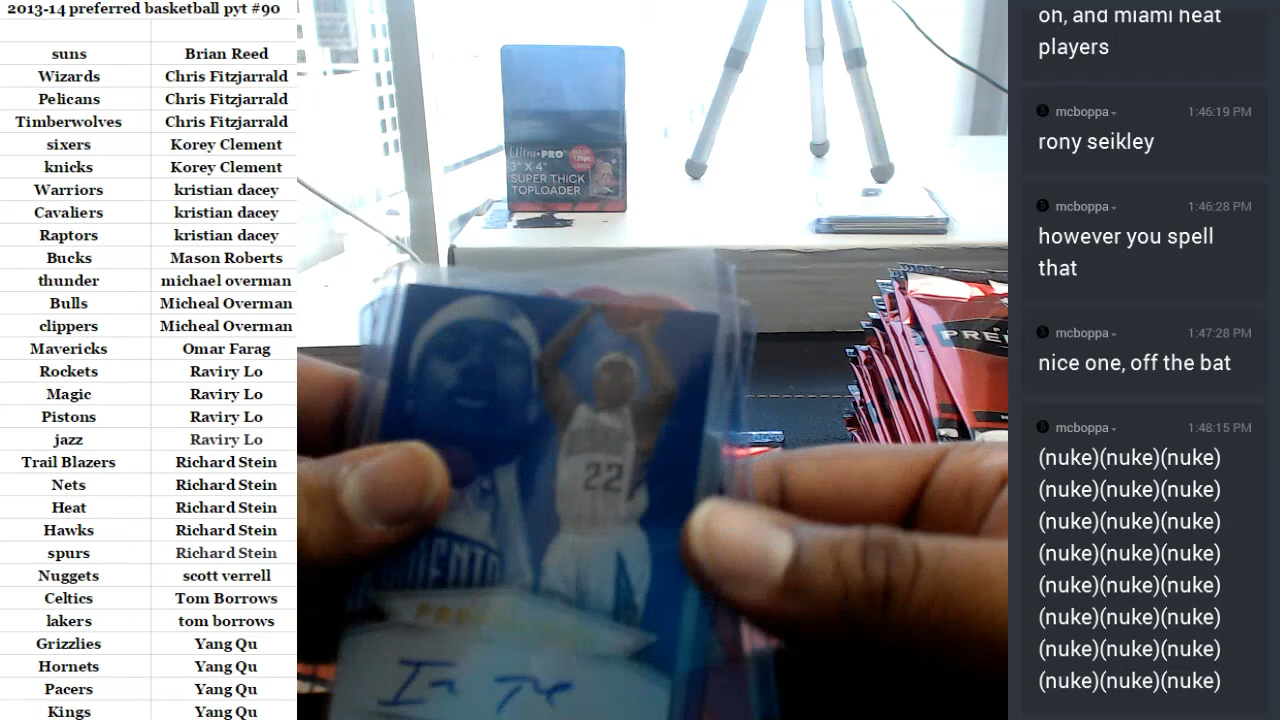 2013-14 preferred basketball pyt #90
suns Brian Reed
Wizards Chris Fitzjarrald
Pelicans Chris Fitzjarrald
Timberwolves Chris Fitzjarrald
sixers Korey Clement
knicks Korey Clement
Warriors kristian dacey
Cavaliers kristian dacey
Raptors kristian dacey
Bucks Mason Roberts
thunder michael overman
Bulls Micheal Overman
clippers Micheal Overman
Mavericks Omar Farag
Rockets Raviry Lo
Magic Raviry Lo
Pistons Raviry Lo
jazz Raviry Lo
Trail Blazers Richard Stein
Nets Richard Stein
Heat Richard Stein
Hawks Richard Stein
spurs Richard Stein
Nuggets scott verrell
Celtics Tom Borrows
lakers tom borrows
Grizzlies Yang Qu
Hornets Yang Qu
Pacers Yang Qu
Kings Yang Qu
Ultra-PRO
3" X 4"
SUPER THICK
TOPLOADER
22
oh, and miami heat
players
mcboppa 1:46:19 PM
rony seikley
mcboppa 1:46:28 PM
however you spell
that
mcboppa 1:47:28 PM
nice one, off the bat
mcboppa 1:48:15 PM
(nuke)(nuke)(nuke)
(nuke)(nuke)(nuke)
(nuke)(nuke)(nuke)
(nuke)(nuke)(nuke)
(nuke)(nuke)(nuke)
(nuke)(nuke)(nuke)
(nuke)(nuke)(nuke)
(nuke)(nuke)(nuke)